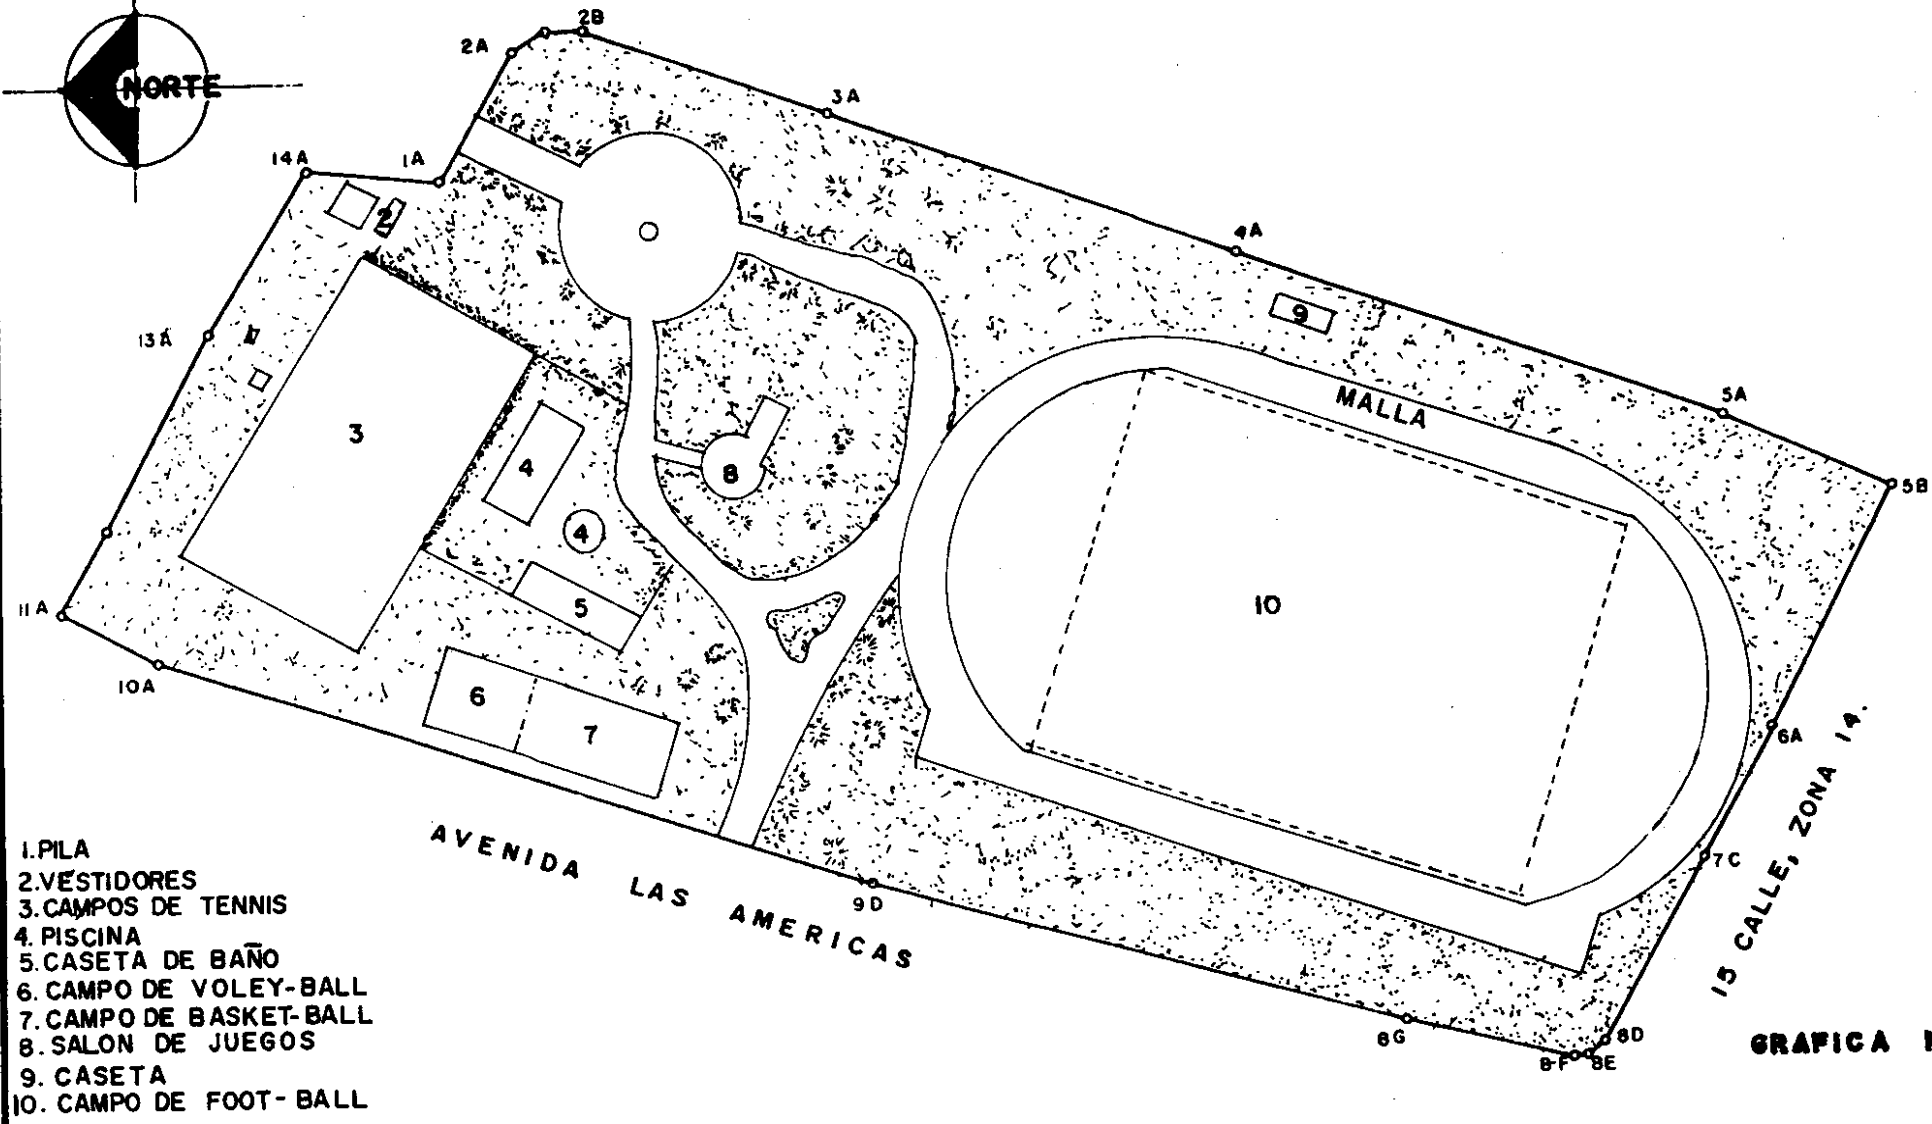 NORTE
2B
2A
3A
14A
1A
2
4A
13A
9
5A
MALLA
3
4
8
5B
4
10
11A
5
10A
6
7
6A
15 CALLE, ZONA 14.
7C
AVENIDA LAS AMERICAS
9D
8G
8F
8E
8D
GRAFICA
1.PILA
2.VESTIDORES
3.CAMPOS DE TENNIS
4. PISCINA
5.CASETA DE BAÑO
6. CAMPO DE VOLEY-BALL
7. CAMPO DE BASKET-BALL
8. SALON DE JUEGOS
9. CASETA
10. CAMPO DE FOOT-BALL